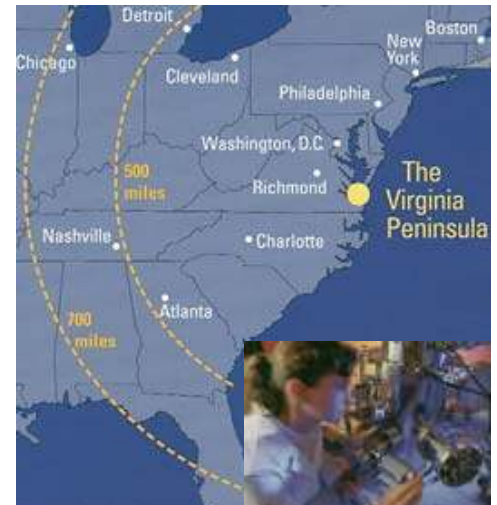 Detroit
Boston
Chicago
New
York
Cleveland
Philadelphia
Washington, D.C.
500
miles
Richmond
The
Virginia
Peninsula
Nashville
Charlotte
Atlanta
700
miles